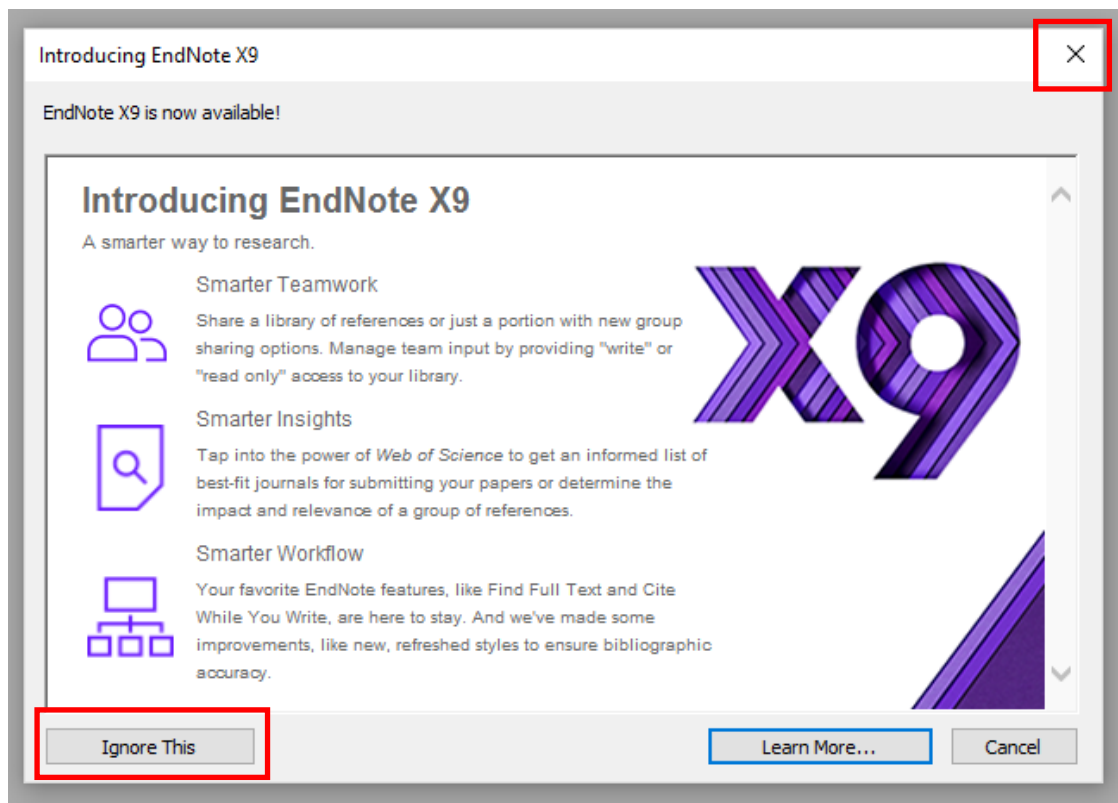 Introducing EndNote X9
EndNote X9 is now available!
Introducing EndNote X9
A smarter way to research.
Smarter Teamwork
Share a library of references or just a portion with new group
sharing options. Manage team input by providing "write" or
"read only" access to your library.
X9
Smarter Insights
Tap into the power of Web of Science to get an informed list of
best-fit journals for submitting your papers or determine the
impact and relevance of a group of references.
Smarter Workflow
Your favorite EndNote features, like Find Full Text and Cite
While You Write, are here to stay. And we've made some
improvements, like new, refreshed styles to ensure bibliographic
accuracy.
Ignore This
Learn More...
Cancel